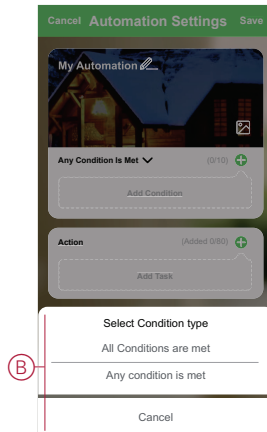 Cancel Automation Settings Save
My Automation
Any Condition Is Met (0/10)
Add Condition
Action (Added 0/80)
Add Task
Select Condition type
All Conditions are met
B
Any condition is met
Cancel